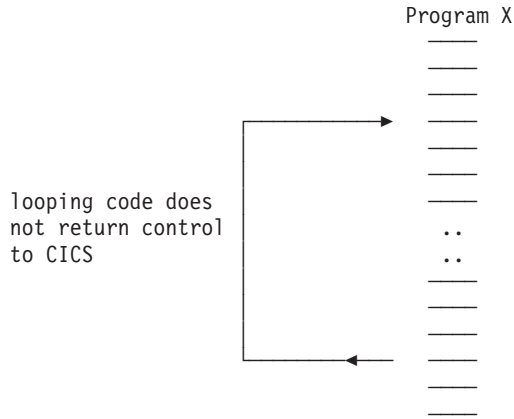 Program X
looping code does
not return control
to CICS
..
..